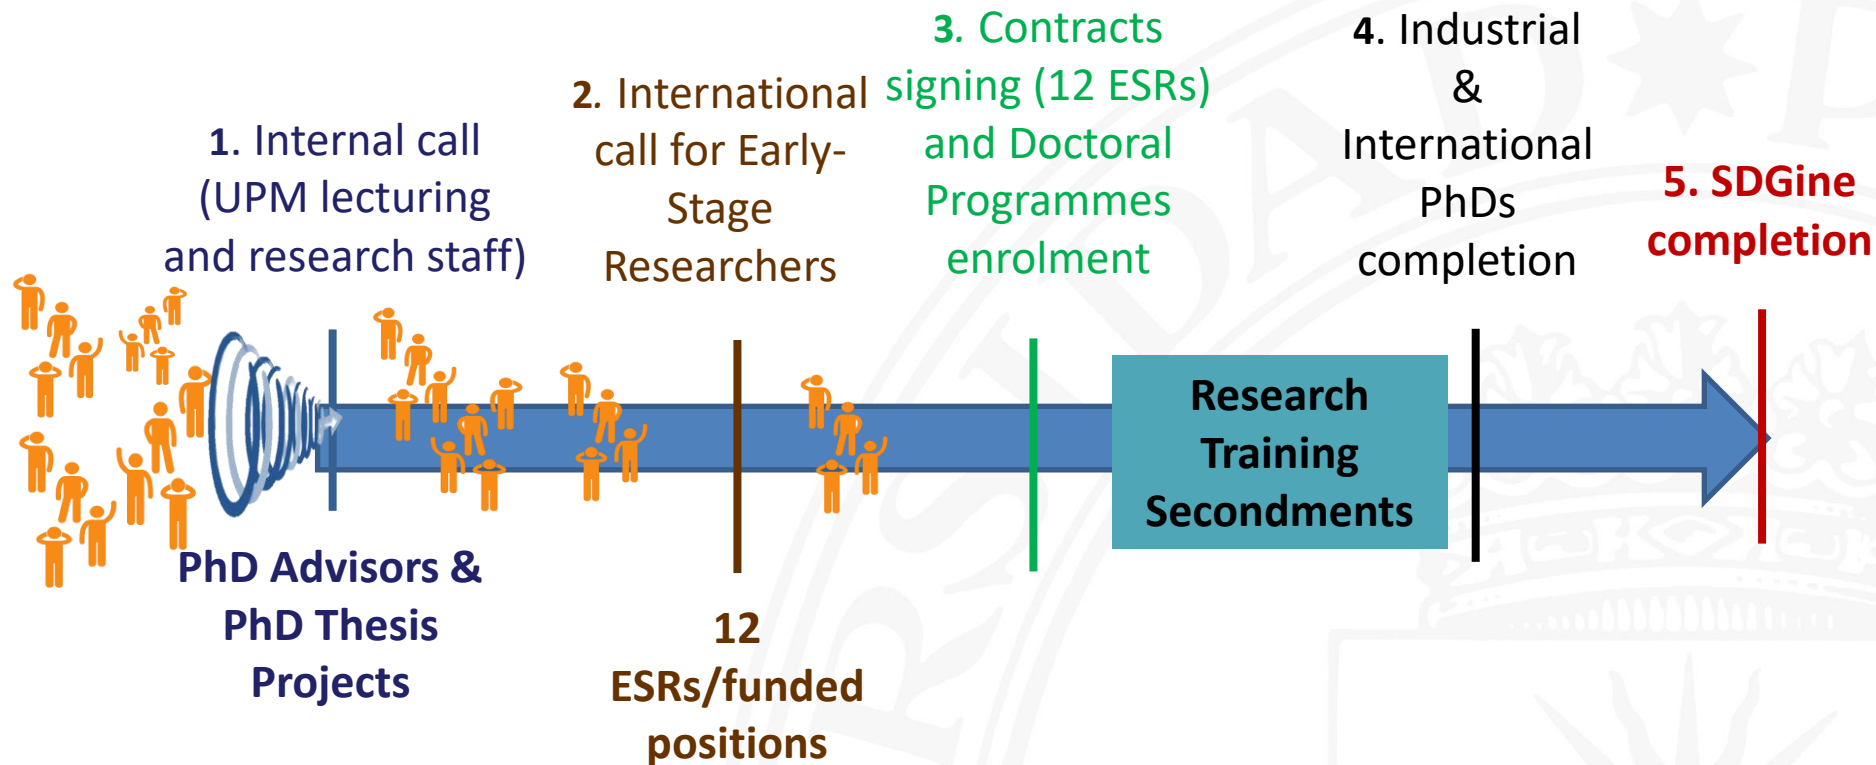 1. Internal call
(UPM lecturing
and research staff)
PhD Advisors &
PhD Thesis
Projects
2. International
call for Early-
Stage
Researchers
12
ESRs/funded
positions
3. Contracts
signing (12 ESRs)
and Doctoral
Programmes
enrolment
Research
Training
Secondments
4. Industrial
&
International
PhDs
completion
5. SDGine
completion
RSIDAD P